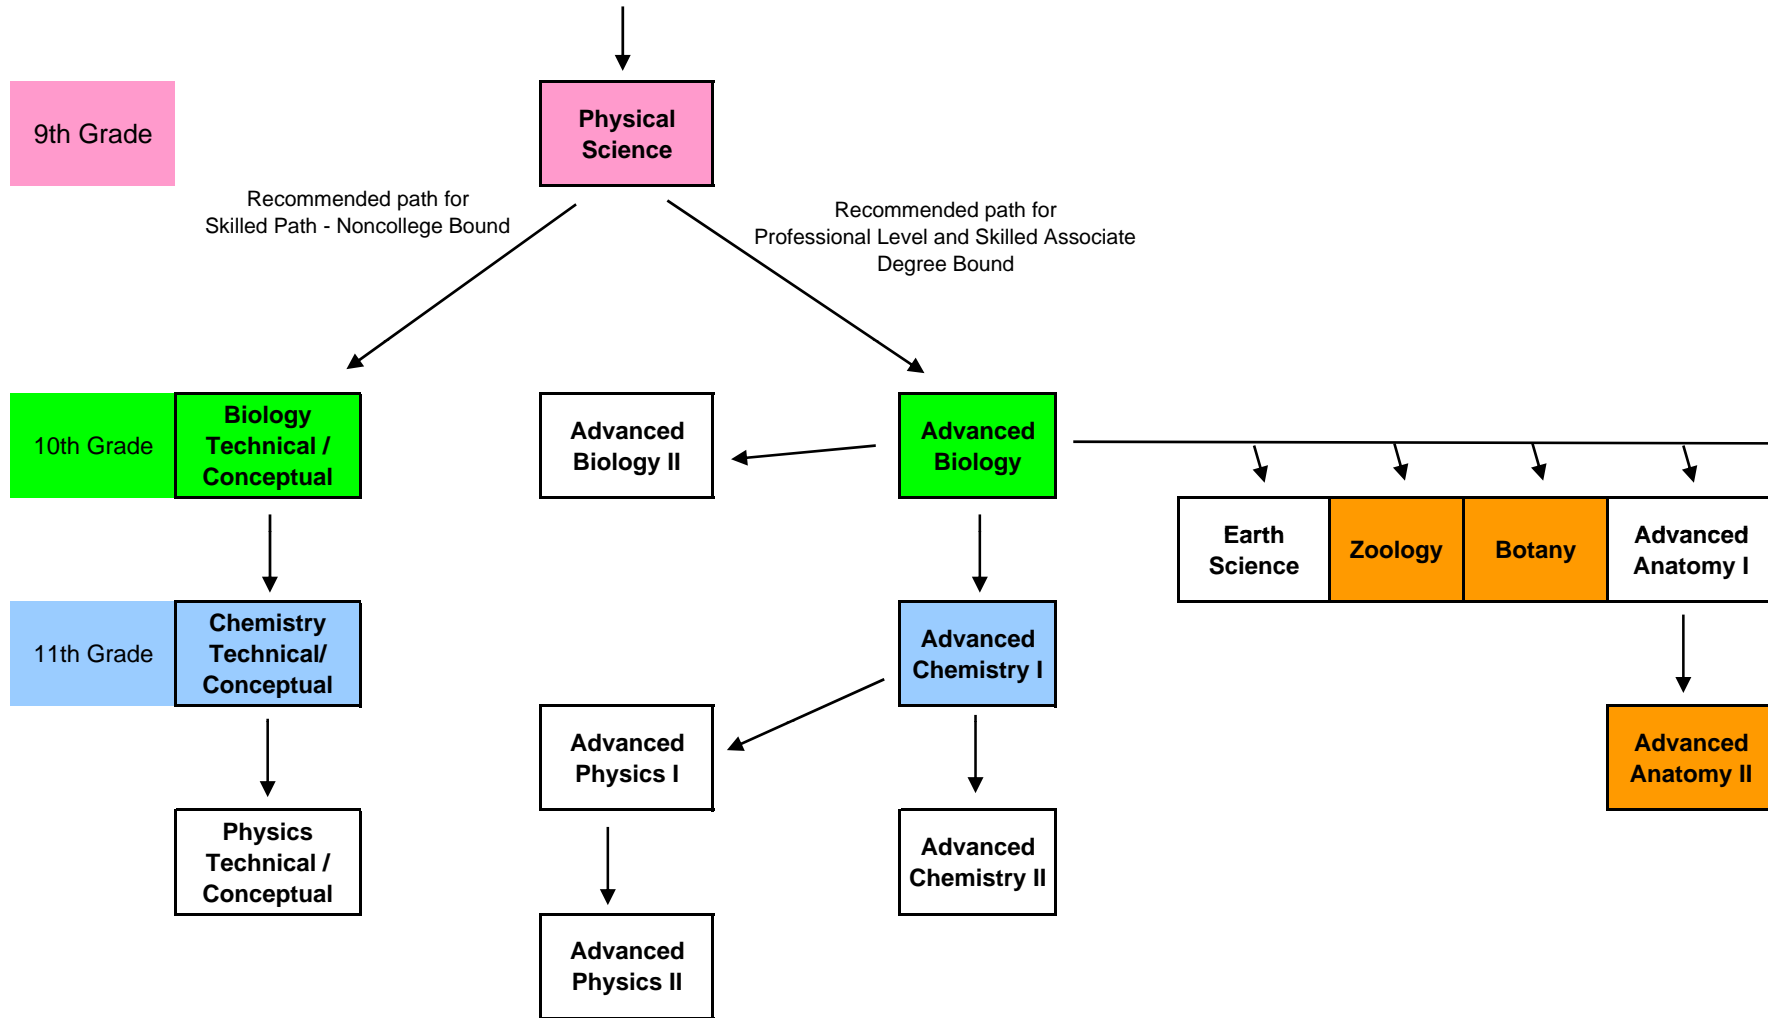 9th Grade
Physical
Science
Recommended path for
Skilled Path - Noncollege Bound
Recommended path for
Professional Level and Skilled Associate
Degree Bound
10th Grade
Biology
Technical /
Conceptual
Advanced
Biology II
Advanced
Biology
Earth
Science
Zoology
Botany
Advanced
Anatomy I
11th Grade
Chemistry
Technical/
Conceptual
Advanced
Chemistry I
Advanced
Physics I
Advanced
Anatomy II
Physics
Technical /
Conceptual
Advanced
Chemistry II
Advanced
Physics II